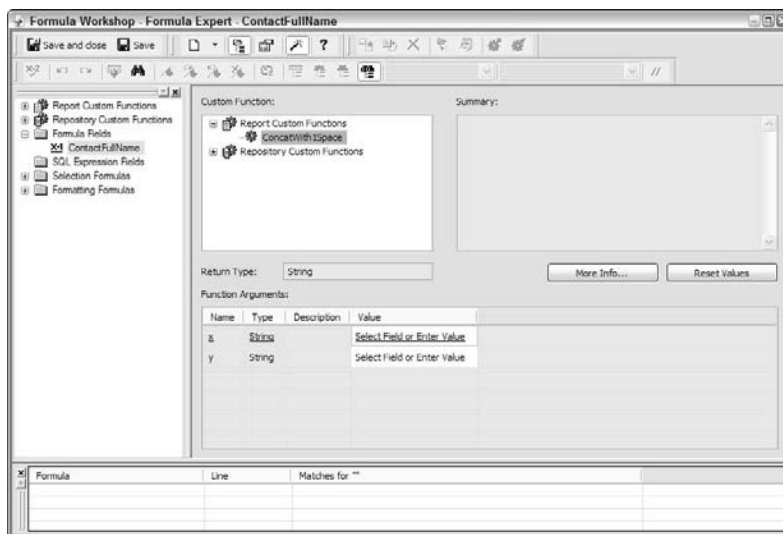 Formula Workshop - Formula Expert - ContactFullName
Save and close Save ?
X-2 //
Report Custom Functions
Repository Custom Functions
Formula Fields
ContactFullName
SQL Expression Fields
Selection Formulas
Formatting Formulas
Custom Function:
Report Custom Functions
ConcatWith1Space
Repository Custom Functions
Summary:
Return Type: String
More Info... Reset Values
Function Arguments:
Name Type Description Value
x String Select Field or Enter Value
y String Select Field or Enter Value
Formula Line Matches for ""